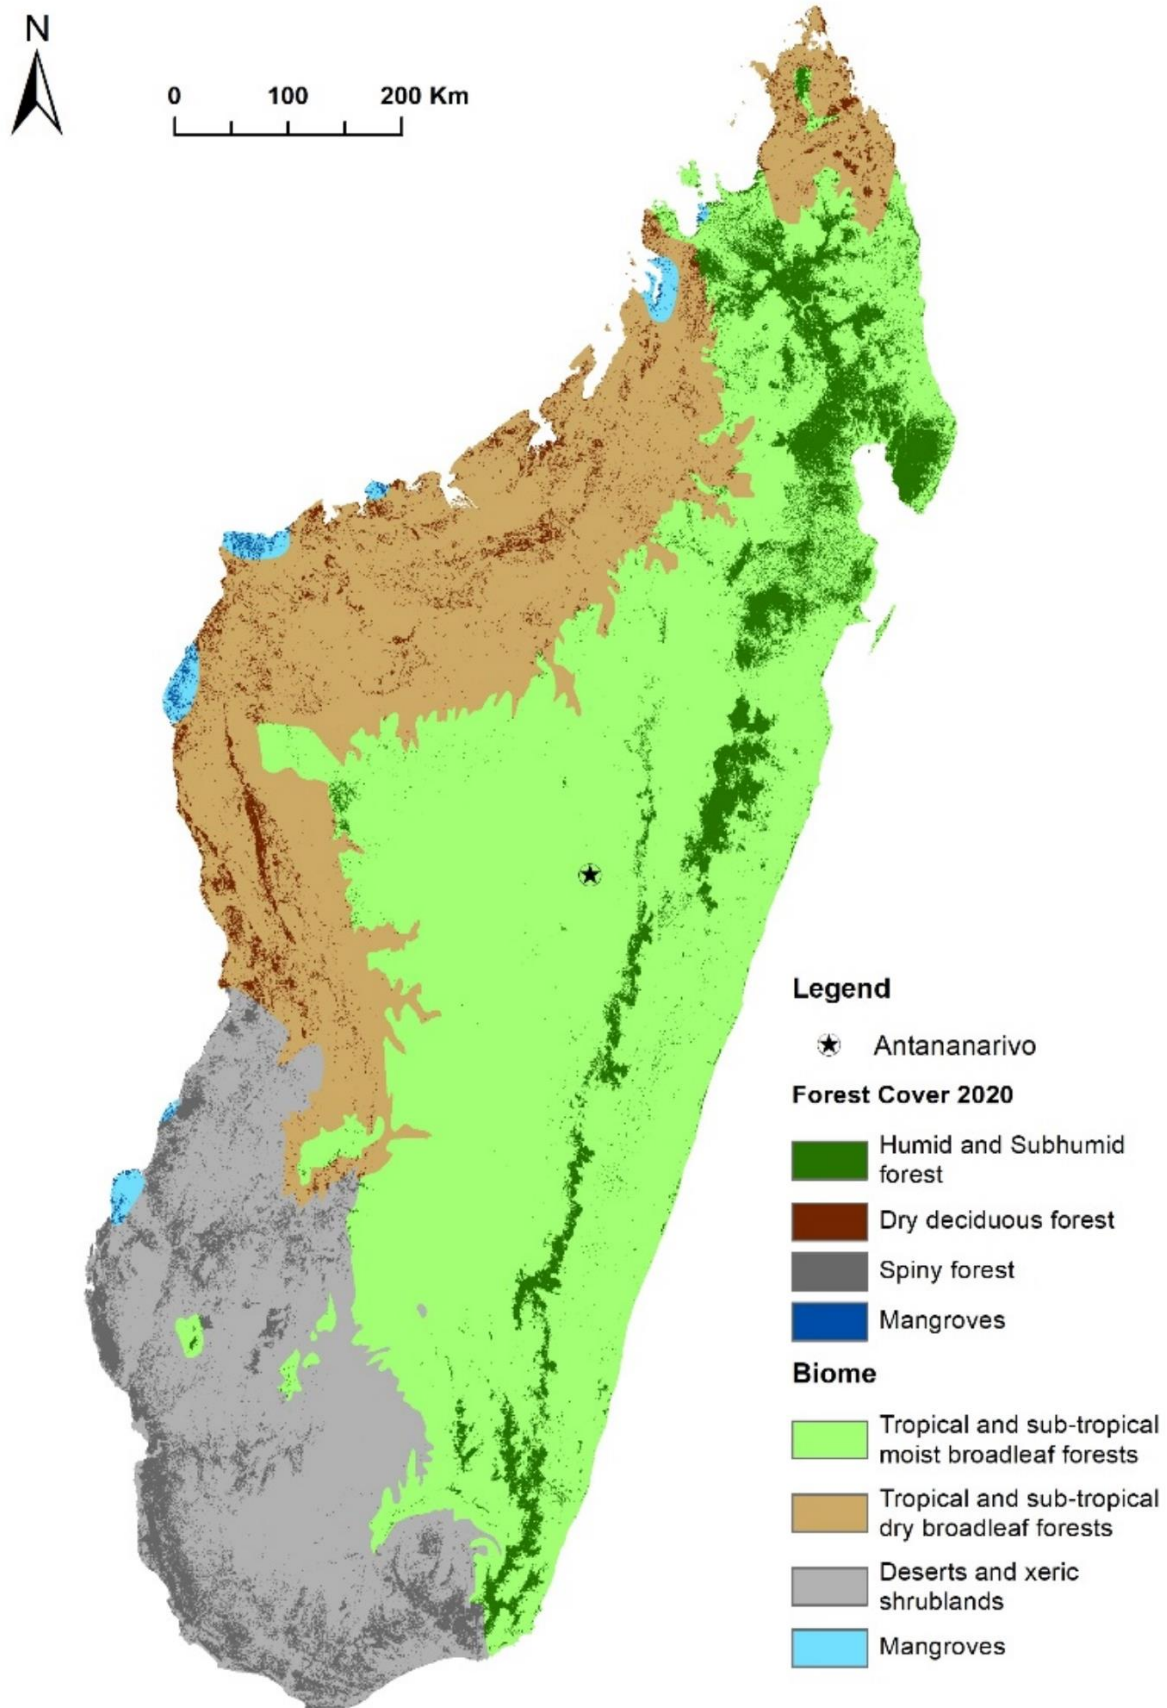 N
0 100 200 Km
Legend
Antananarivo
Forest Cover 2020
Humid and Subhumid
forest
Dry deciduous forest
Spiny forest
Mangroves
Biome
Tropical and sub-tropical
moist broadleaf forests
Tropical and sub-tropical
dry broadleaf forests
Deserts and xeric
shrublands
Mangroves